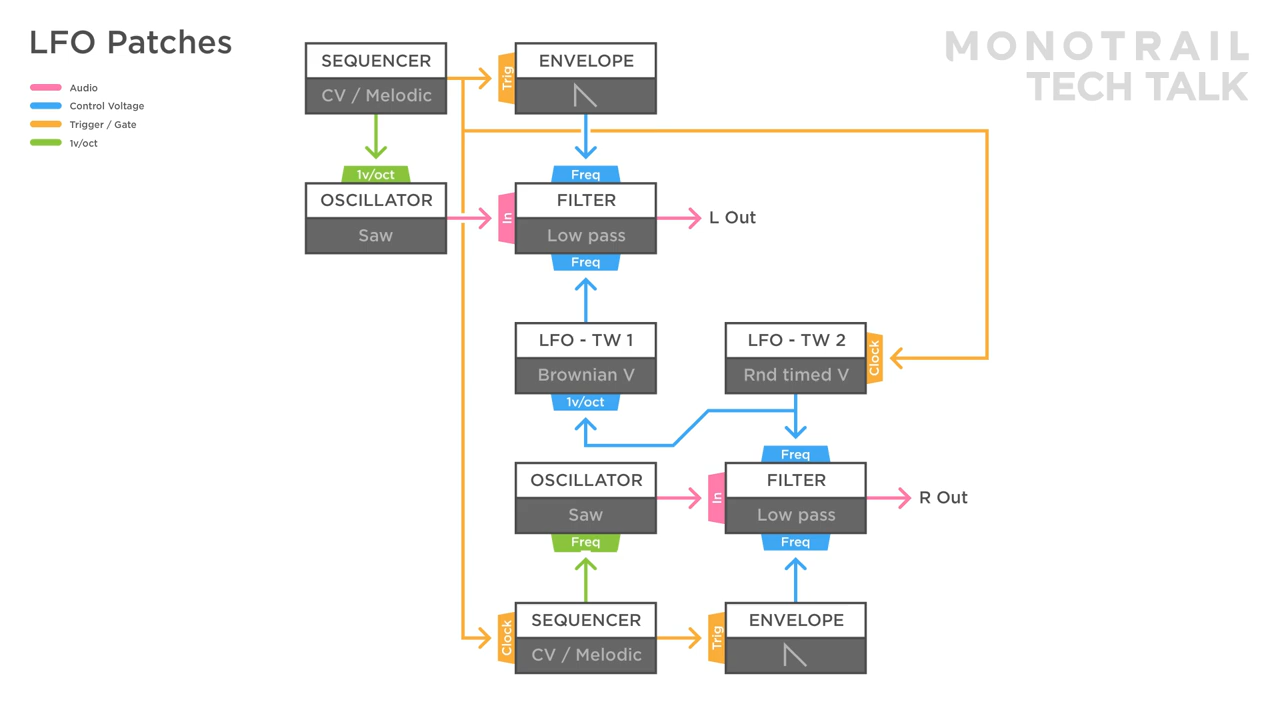 LFO Patches
MONOTRAIL
TECH TALK
Audio
Control Voltage
Trigger / Gate
1v/oct
SEQUENCER
CV / Melodic
Trig
ENVELOPE
1v/oct
OSCILLATOR
Saw
Freq
In
FILTER
Low pass
Freq
L Out
LFO - TW 1
Brownian V
1v/oct
LFO - TW 2
Rnd timed V
Clock
OSCILLATOR
Saw
Freq
Freq
In
FILTER
Low pass
Freq
R Out
Clock
SEQUENCER
CV / Melodic
Trig
ENVELOPE